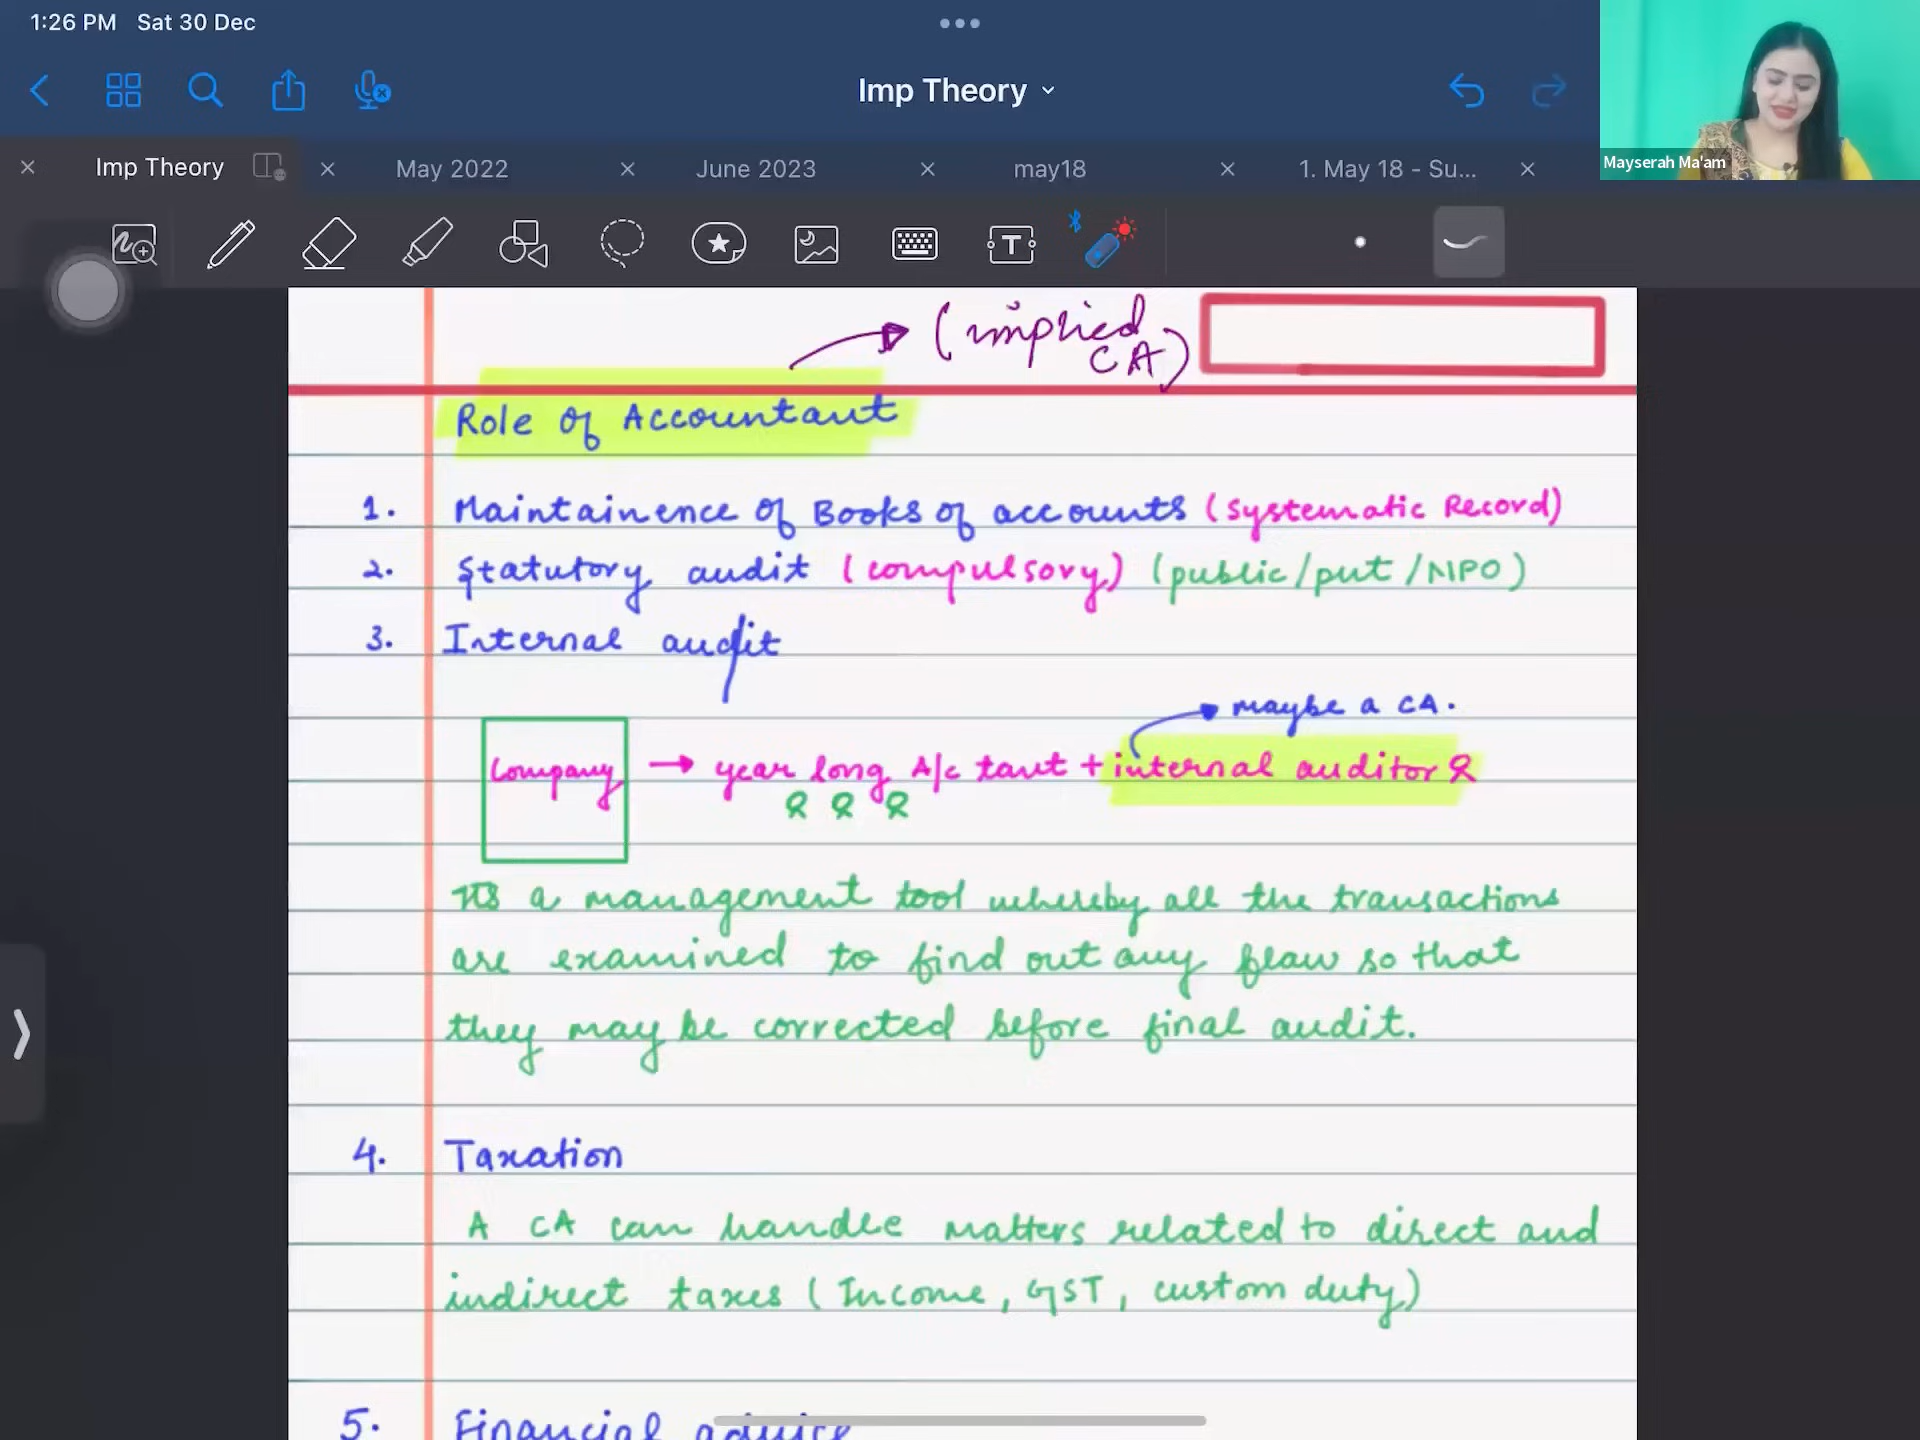 1:26 PM Sat 30 Dec
Imp Theory
Mayserah Ma'am
Imp Theory
May 2022
June 2023
may18
1. May 18 - Su...
T
(implied CA)
Role of Accountant
1. Maintainence of Books of accounts (Systematic Record)
2. Statutory audit (compulsory) (public/pvt/NPO)
3. Internal audit
maybe a CA.
Company → year long A/c tant + internal auditor
Its a management tool whereby all the transactions
are examined to find out any flaw so that
they may be corrected before final audit.
4. Taxation
A CA can handle matters related to direct and
indirect taxes (Income, GST, custom duty)
5. Financial advice